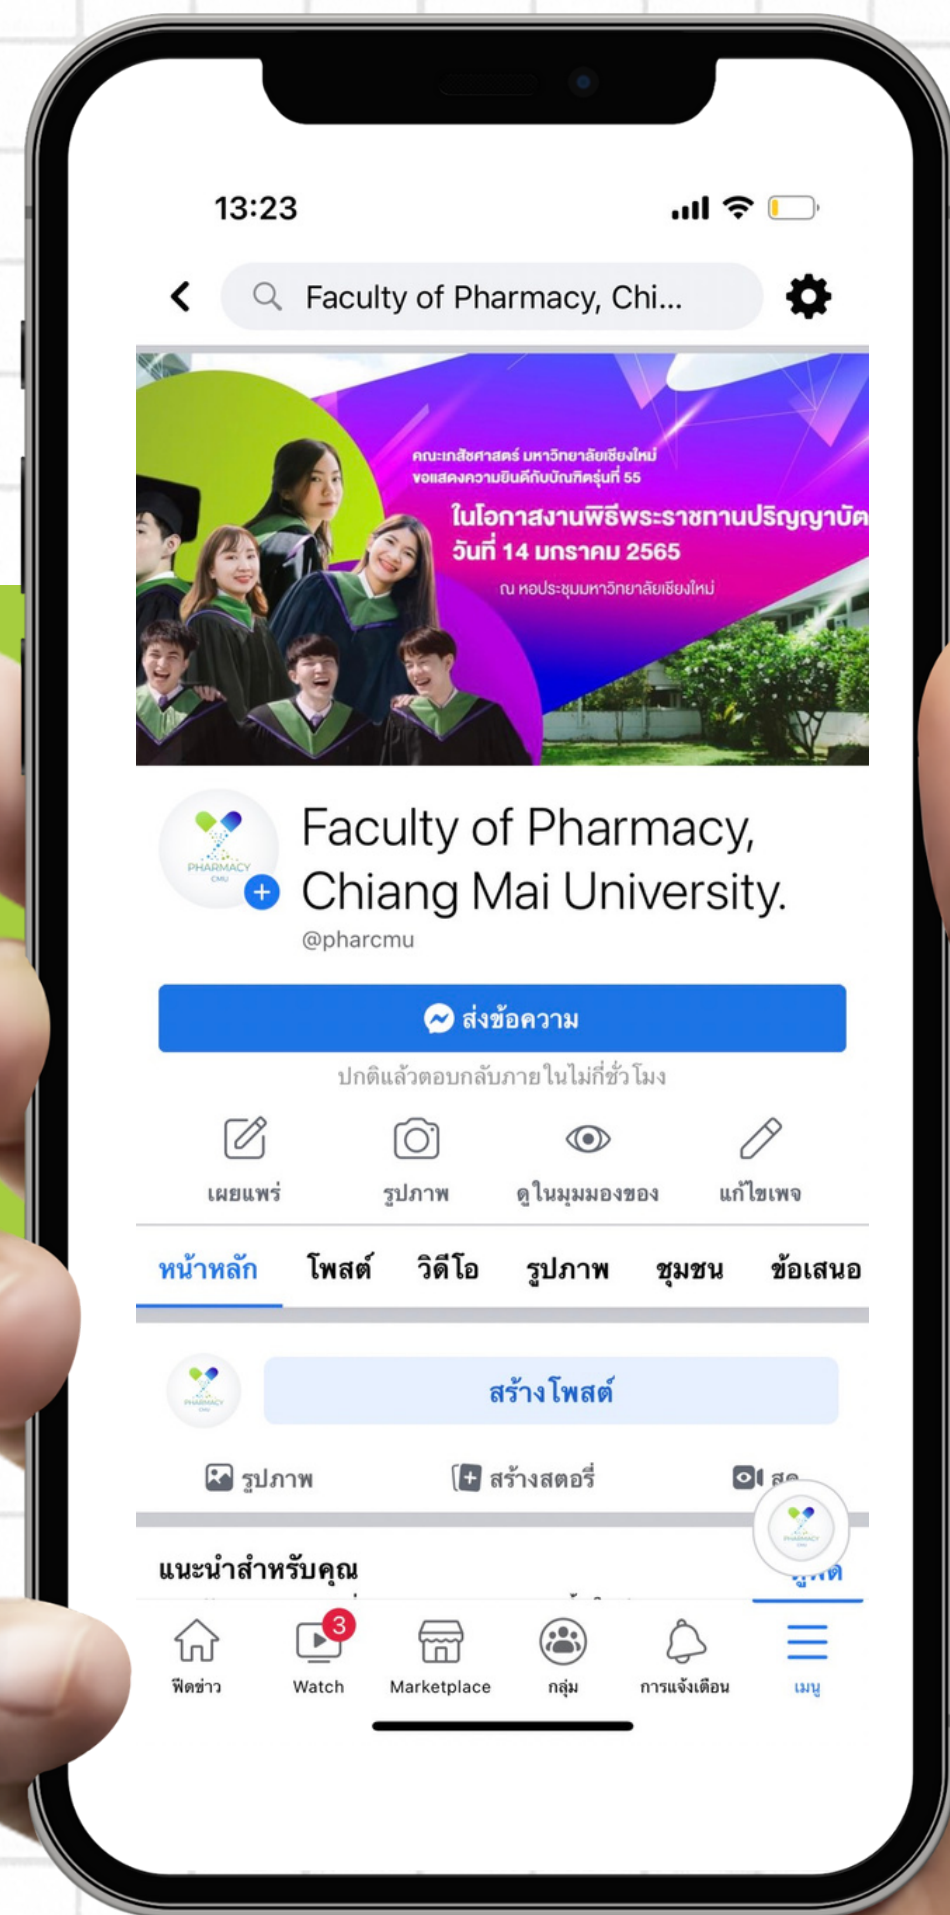 13:23
Faculty of Pharmacy, Chi...
คณะเภสัชศาสตร์ มหาวิทยาลัยเชียงใหม่
ขอแสดงความยินดีกับบัณฑิตรุ่นที่ 55
ในโอกาสงานพิธีพระราชทานปริญญาบัต
วันที่ 14 มกราคม 2565
ณ หอประชุมมหาวิทยาลัยเชียงใหม่
PHARMACY
CMU
Faculty of Pharmacy,
Chiang Mai University.
@pharcmu
ส่งข้อความ
ปกติแล้วตอบกลับภายในไม่กี่ชั่วโมง
เผยแพร่ รูปภาพ ดูในมุมมองของ แก้ไขเพจ
หน้าหลัก โพสต์ วิดีโอ รูปภาพ ชุมชน ข้อเสนอ
PHARMACY
CMU
สร้างโพสต์
รูปภาพ สร้างสตอรี่
PHARMACY
CMU
แนะนำสำหรับคุณ
3
ฟีดข่าว Watch Marketplace กลุ่ม การแจ้งเตือน เมนู